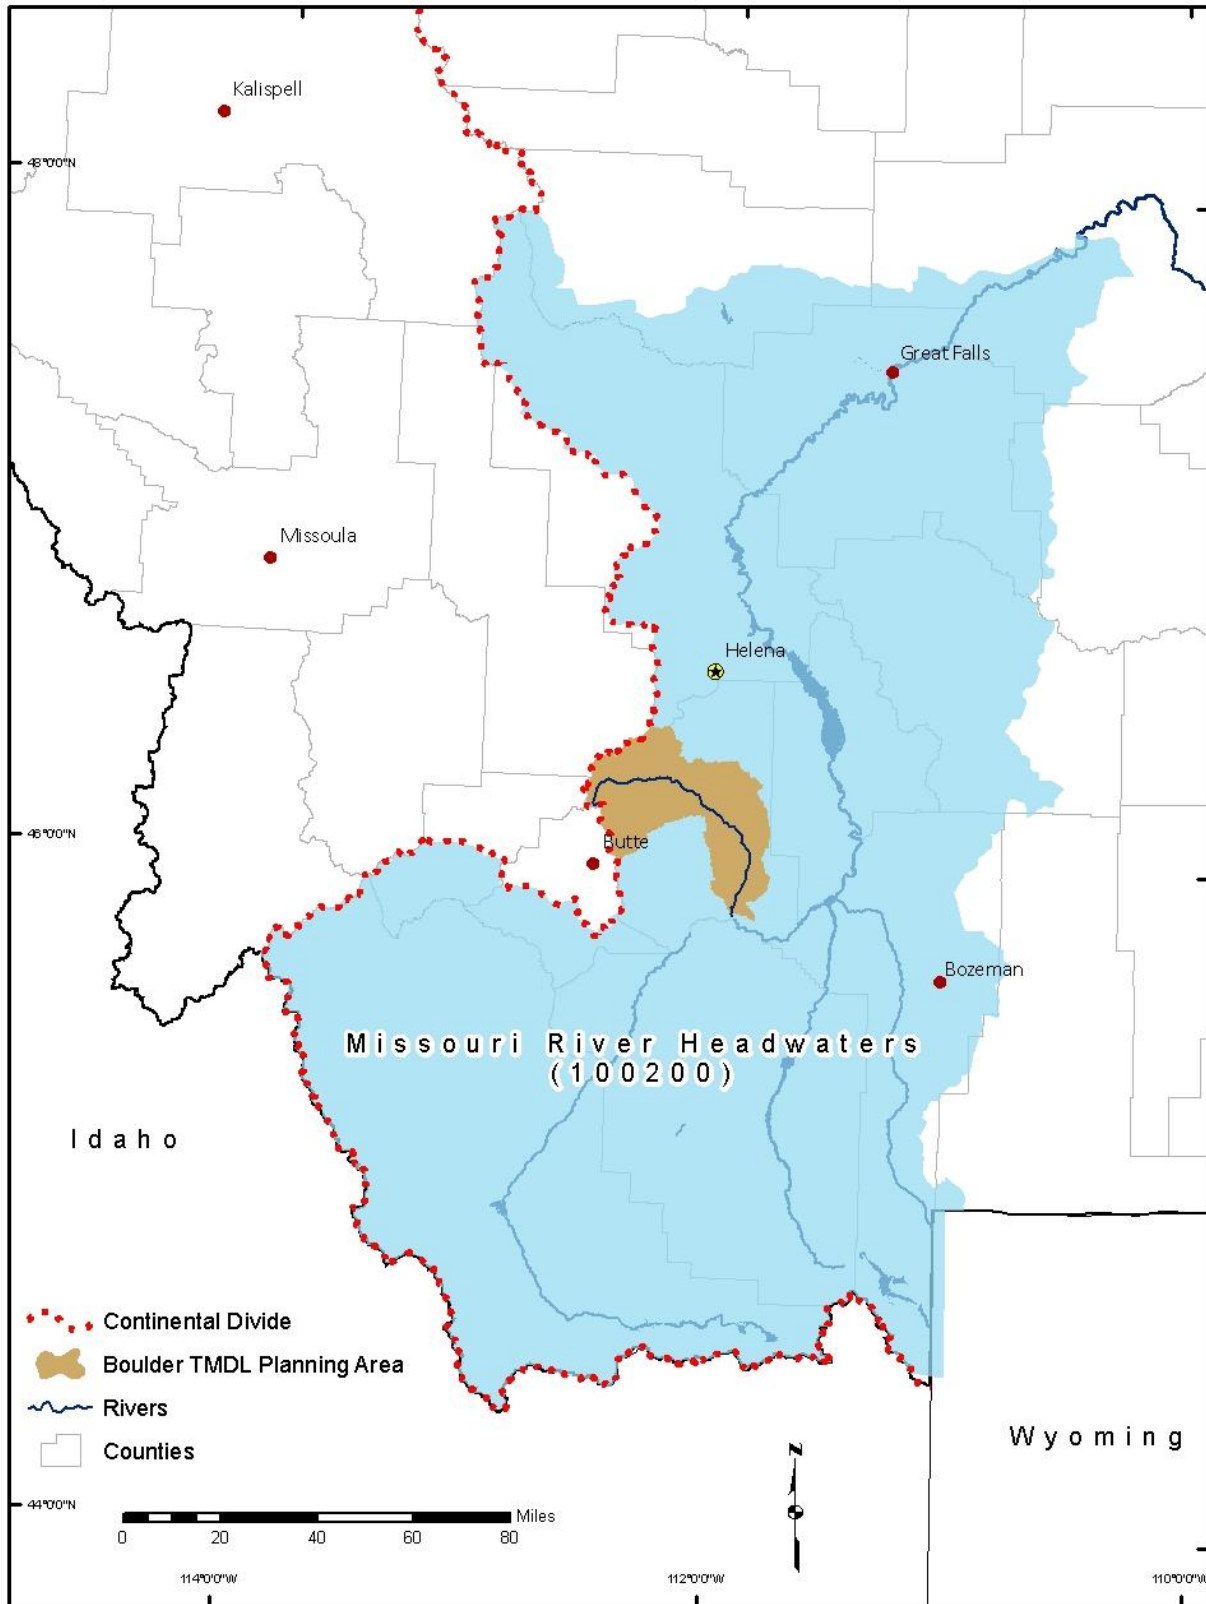 Kalispell
48°0'0"N
Great Falls
Missoula
Helena
46°0'0"N
Butte
Bozeman
Missouri River Headwaters
(100200)
Idaho
Continental Divide
Boulder TMDL Planning Area
Rivers
Counties
Wyoming
N
44°0'0"N
Miles
0 20 40 60 80
114°0'0"W 112°0'0"W 110°0'0"W